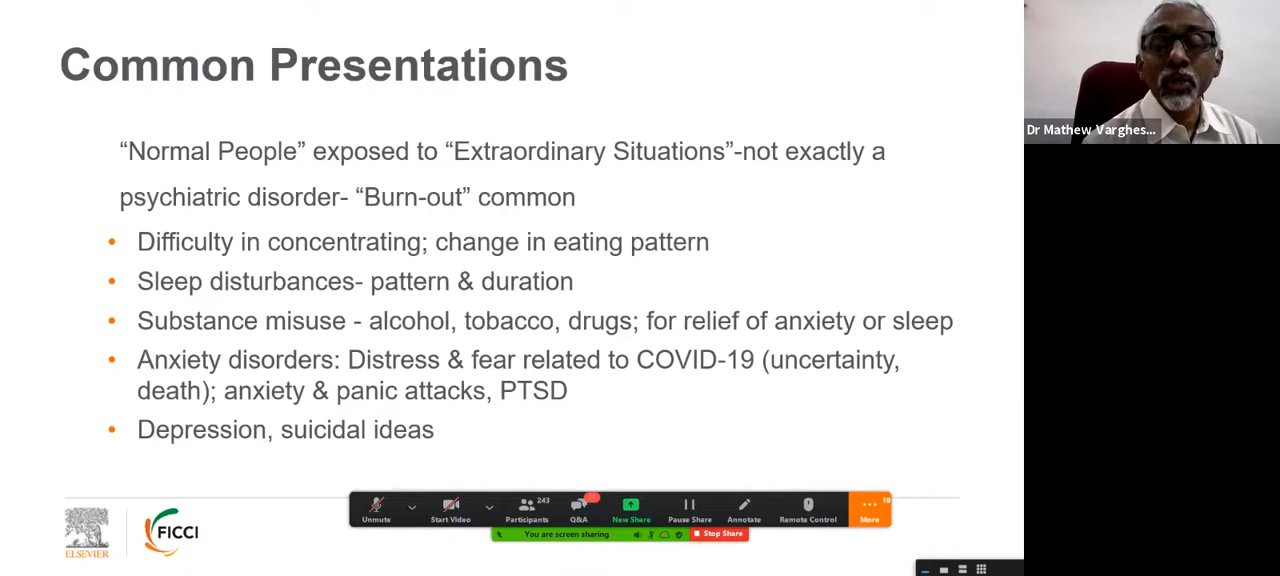 Common Presentations
“Normal People” exposed to “Extraordinary Situations”-not exactly a
psychiatric disorder- “Burn-out” common
• Difficulty in concentrating; change in eating pattern
• Sleep disturbances- pattern & duration
• Substance misuse - alcohol, tobacco, drugs; for relief of anxiety or sleep
• Anxiety disorders: Distress & fear related to COVID-19 (uncertainty,
death); anxiety & panic attacks, PTSD
• Depression, suicidal ideas
Dr Mathew Varghes...
ELSEVIER
FICCI
243
19
Unmute
Start Video
Participants
Q&A
New Share
Pause Share
Annotate
Remote Control
More
You are screen sharing
Stop Share